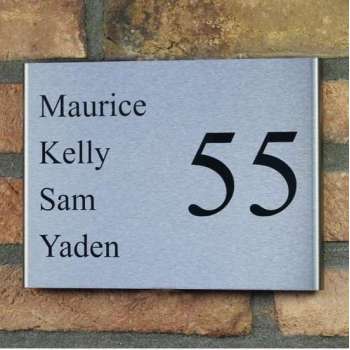 Maurice
Kelly
Sam
Yaden
55